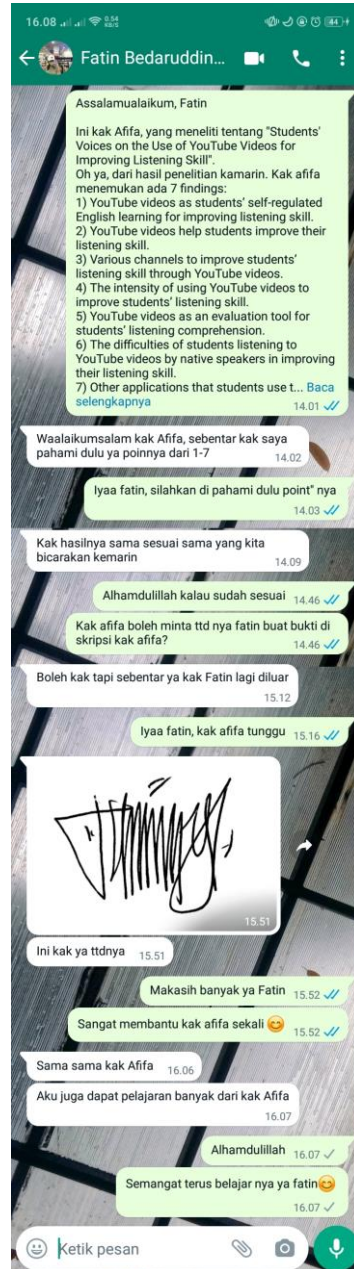 16.08
0.54
KB/S
44
Fatin Bedaruddin...
Assalamualaikum, Fatin
Ini kak Afifa, yang meneliti tentang "Students'
Voices on the Use of YouTube Videos for
Improving Listening Skill".
Oh ya, dari hasil penelitian kamarin. Kak afifa
menemukan ada 7 findings:
1) YouTube videos as students' self-regulated
English learning for improving listening skill.
2) YouTube videos help students improve their
listening skill.
3) Various channels to improve students'
listening skill through YouTube videos.
4) The intensity of using YouTube videos to
improve students' listening skill.
5) YouTube videos as an evaluation tool for
students' listening comprehension.
6) The difficulties of students listening to
YouTube videos by native speakers in improving
their listening skill.
7) Other applications that students use t... Baca
selengkapnya
14.01
Waalaikumsalam kak Afifa, sebentar kak saya
pahami dulu ya poinnya dari 1-7
14.02
Iyaa fatin, silahkan di pahami dulu point" nya
14.03
Kak hasilnya sama sesuai sama yang kita
bicarakan kemarin
14.09
Alhamdulillah kalau sudah sesuai 14.46
Kak afifa boleh minta ttd nya fatin buat bukti di
skripsi kak afifa?
14.46
Boleh kak tapi sebentar ya kak Fatin lagi diluar
15.12
Iyaa fatin, kak afifa tunggu 15.16
15.51
Ini kak ya ttdnya 15.51
Makasih banyak ya Fatin 15.52
Sangat membantu kak afifa sekali 😊 15.52
Sama sama kak Afifa 16.06
Aku juga dapat pelajaran banyak dari kak Afifa
16.07
Alhamdulillah 16.07
Semangat terus belajar nya ya fatin😊
16.07
Ketik pesan